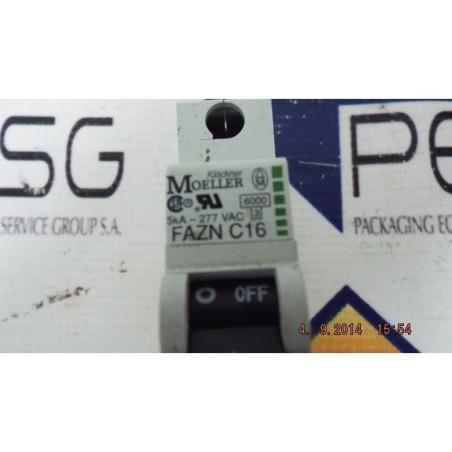 SG
SERVICE GROUP S.A.
PE
PACKAGING EQ
Klöckner
MOELLER
6000
3
5kA - 277 VAC
FAZN C16
OFF
4. 9.2014 15:54